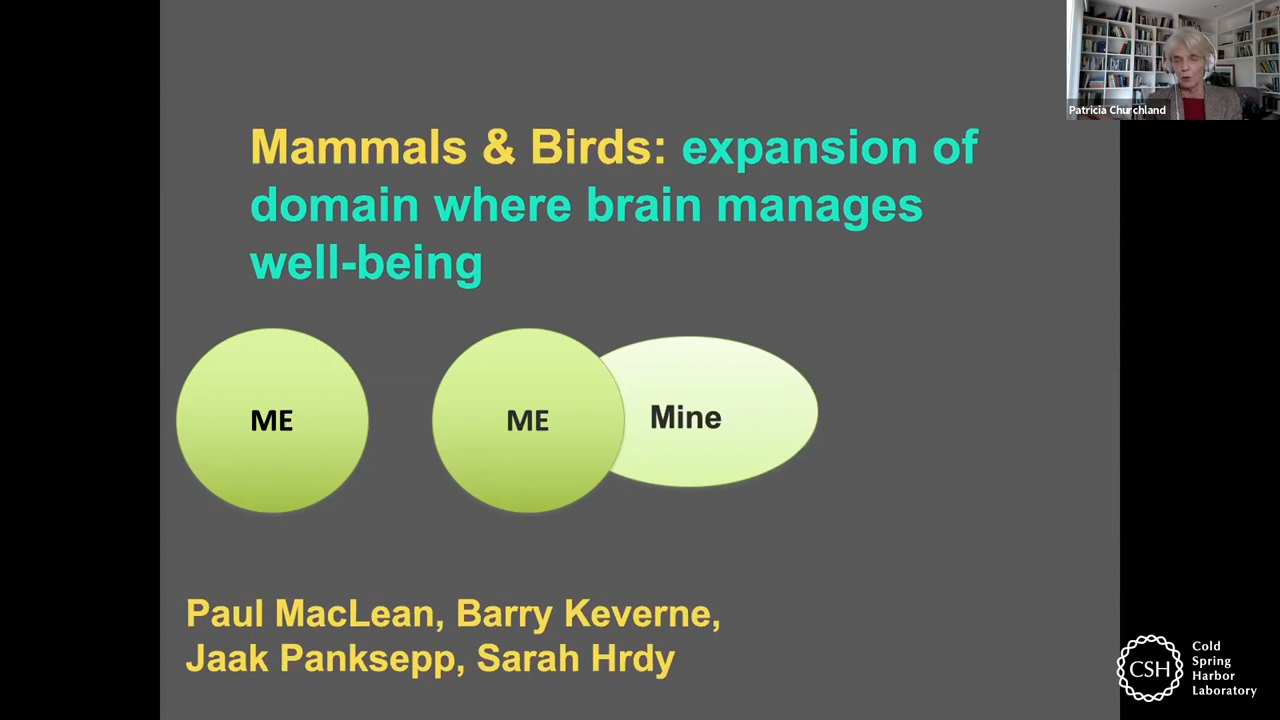 Patricia Churchland
Mammals & Birds: expansion of
domain where brain manages
well-being
ME
ME
Mine
Paul MacLean, Barry Keverne,
Jaak Panksepp, Sarah Hrdy
CSH
Cold
Spring
Harbor
Laboratory